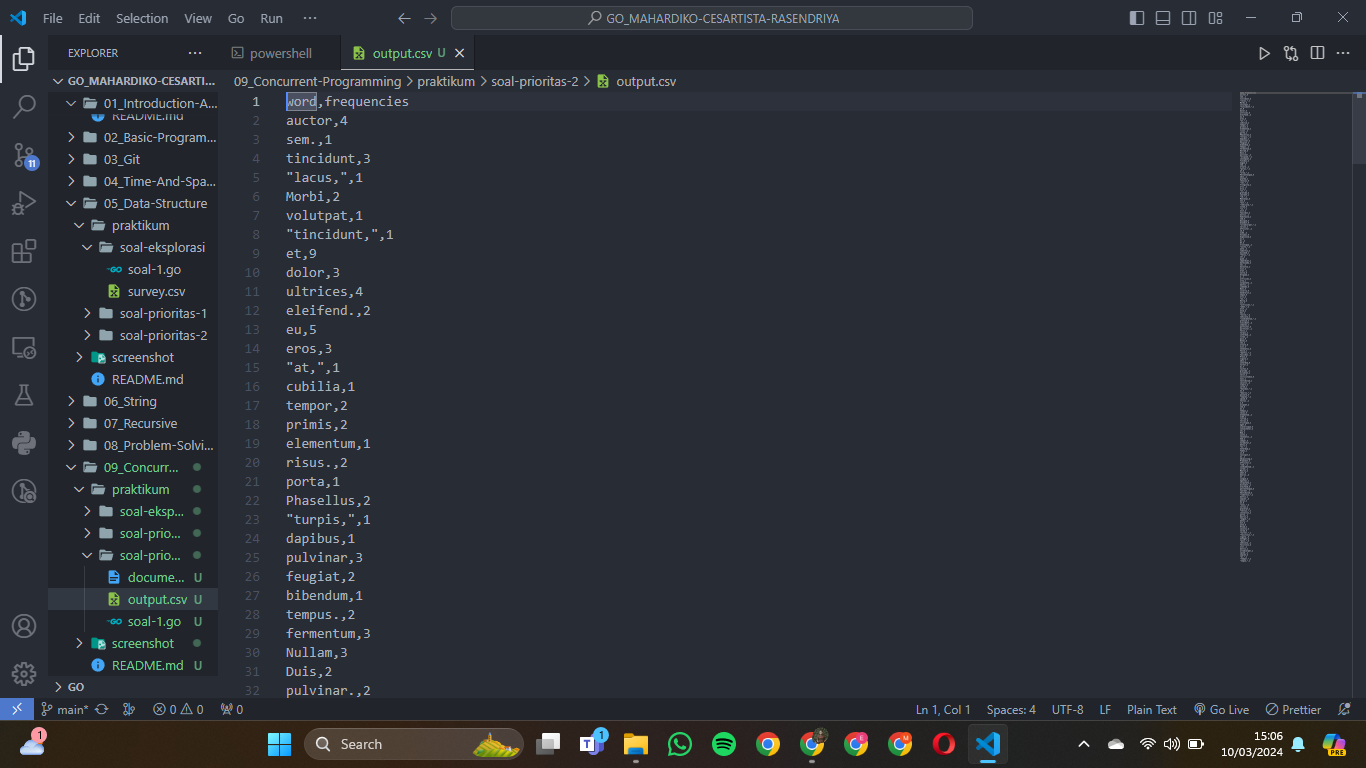 File Edit Selection View Go Run ··· GO_MAHARDIKO-CESARTISTA-RASENDRIYA
EXPLORER ···
GO_MAHARDIKO-CESARTI...
01_Introduction-A...
README.md
02_Basic-Program...
03_Git
04_Time-And-Spa...
05_Data-Structure
praktikum
soal-eksplorasi
soal-1.go
survey.csv
soal-prioritas-1
soal-prioritas-2
screenshot
README.md
06_String
07_Recursive
08_Problem-Solvi...
09_Concurr...
praktikum
soal-eksp...
soal-prio...
soal-prio...
docume... U
output.csv U
soal-1.go U
screenshot
README.md U
GO
11
powershell output.csv U
09_Concurrent-Programming > praktikum > soal-prioritas-2 > output.csv
1 word,frequencies
2 auctor,4
3 sem.,1
4 tincidunt,3
5 "lacus,",1
6 Morbi,2
7 volutpat,1
8 "tincidunt,",1
9 et,9
10 dolor,3
11 ultrices,4
12 eleifend.,2
13 eu,5
14 eros,3
15 "at,",1
16 cubilia,1
17 tempor,2
18 primis,2
19 elementum,1
20 risus.,2
21 porta,1
22 Phasellus,2
23 "turpis,",1
24 dapibus,1
25 pulvinar,3
26 feugiat,2
27 bibendum,1
28 tempus.,2
29 fermentum,3
30 Nullam,3
31 Duis,2
32 pulvinar.,2
main* 0 0 0 Ln 1, Col 1 Spaces: 4 UTF-8 LF Plain Text Go Live Prettier
1 Search 1 15:06
10/03/2024
PRE